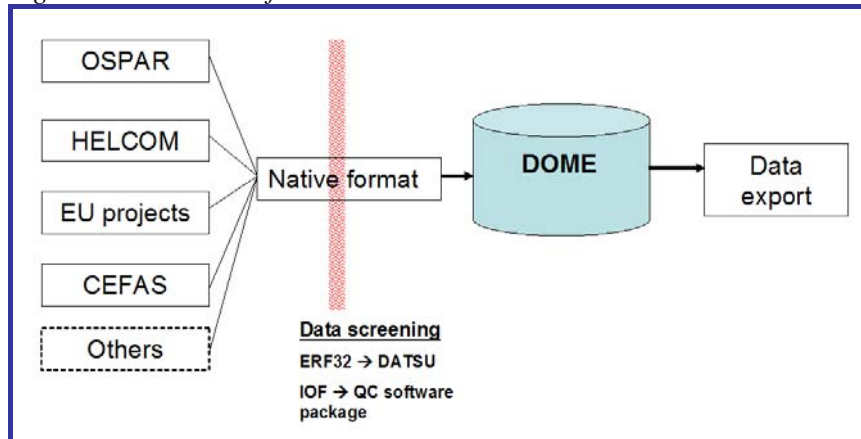 OSPAR
HELCOM
EU projects
CEFAS
Others
Native format
DOME
Data
export
Data screening
ERF32 → DATSU
IOF → QC software
package